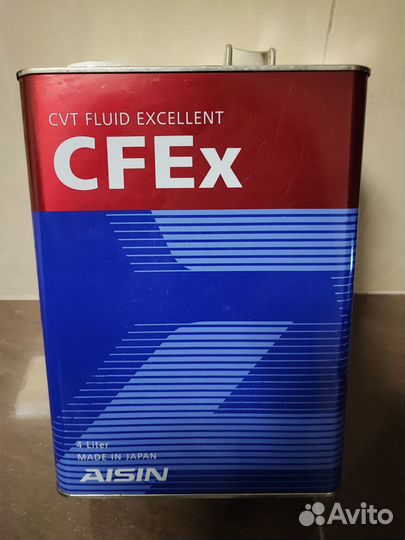 CVT FLUID EXCELLENT
CFEx
4 Liter
MADE IN JAPAN
AISIN
Avito